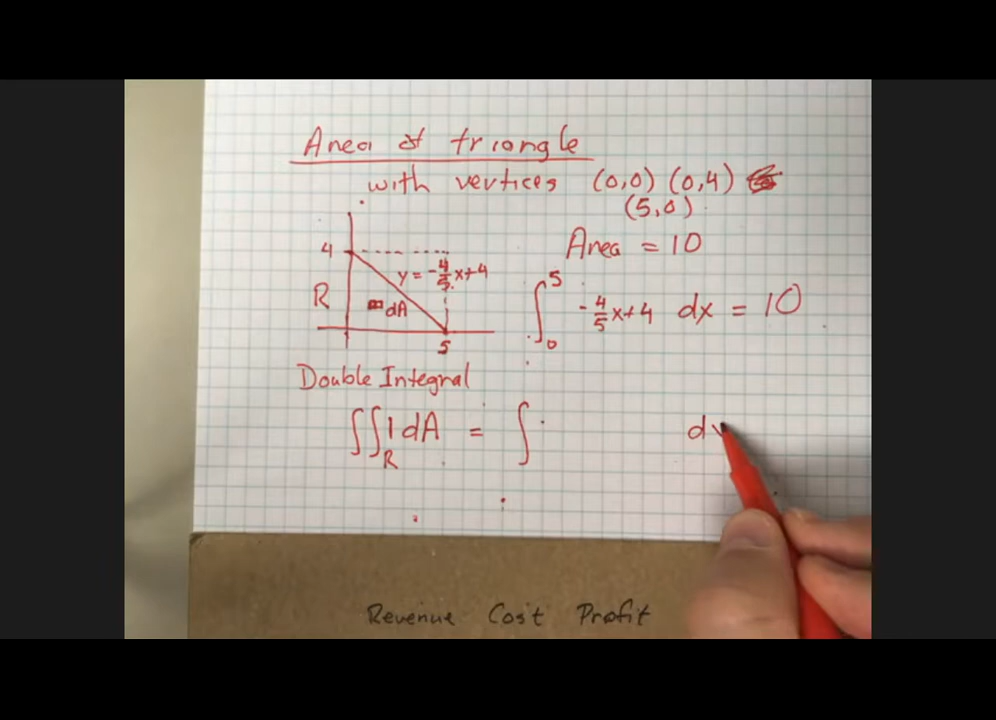 Area of triangle
with vertices (0,0) (0,4)
(5,0)
Area = 10
4
y = -4/5x+4
R
dA
5
∫₀⁵ -4/5x+4 dx = 10
Double Integral
∬_R 1 dA = ∫ d
Revenue Cost Profit